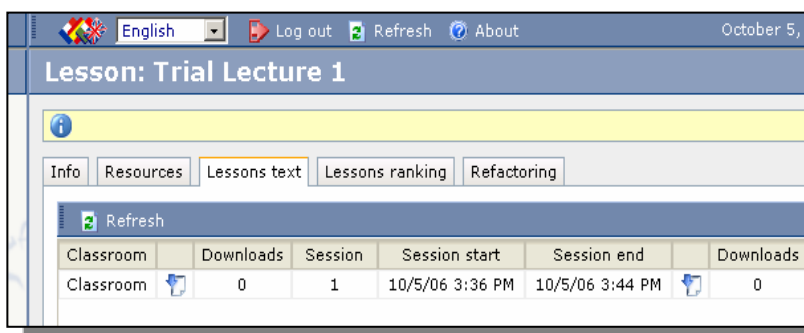 English Log out Refresh About October 5,
Lesson: Trial Lecture 1
Info Resources Lessons text Lessons ranking Refactoring
Refresh
Classroom Downloads Session Session start Session end Downloads
Classroom 0 1 10/5/06 3:36 PM 10/5/06 3:44 PM 0